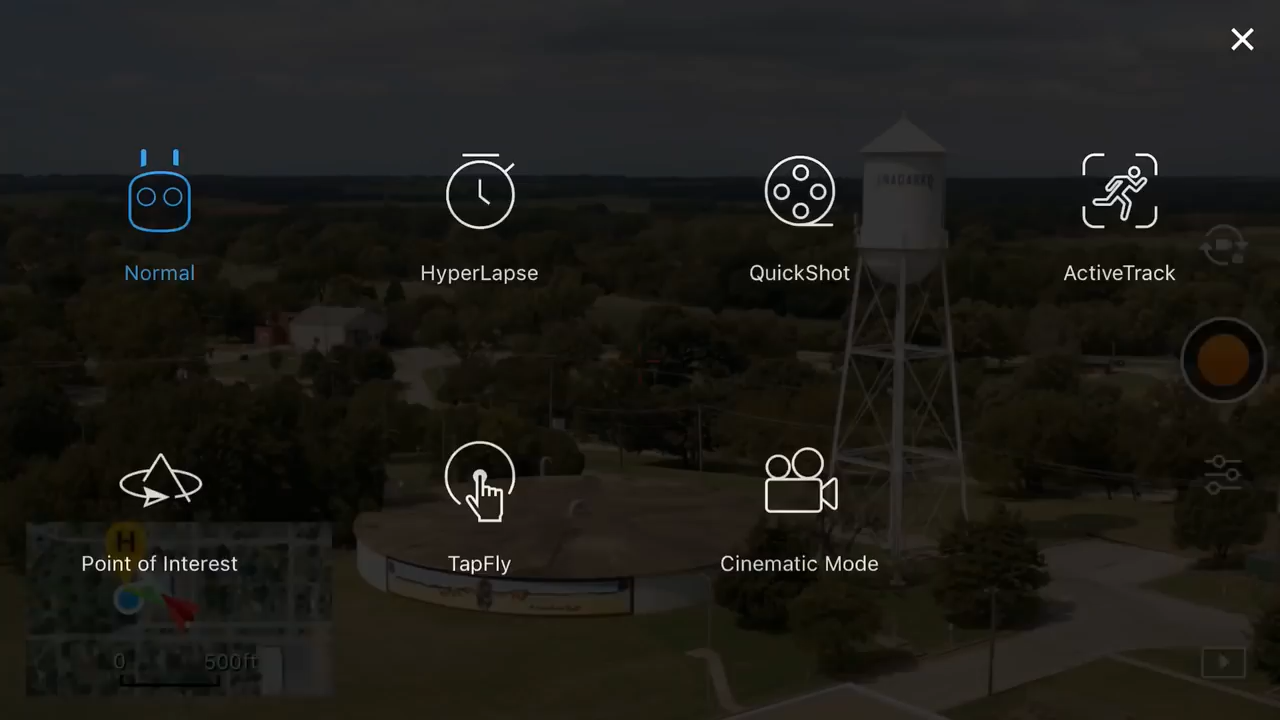 Normal
HyperLapse
QuickShot
ActiveTrack
Point of Interest
TapFly
Cinematic Mode
H
0 500ft